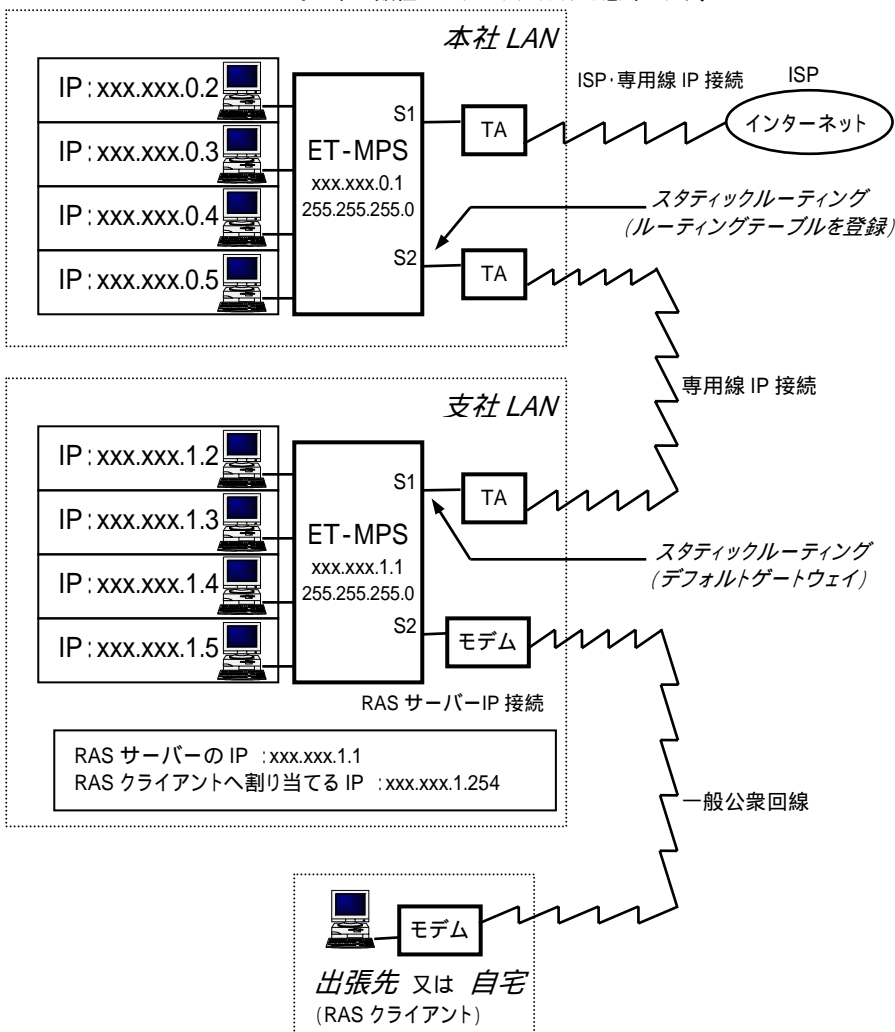 本社 LAN
IP：xxx.xxx.0.2
IP：xxx.xxx.0.3
IP：xxx.xxx.0.4
IP：xxx.xxx.0.5
S1
ET-MPS
xxx.xxx.0.1
255.255.255.0
S2
TA
TA
ISP・専用線 IP 接続
ISP
インターネット
スタティックルーティング
(ルーティングテーブルを登録)
専用線 IP 接続
支社 LAN
IP：xxx.xxx.1.2
IP：xxx.xxx.1.3
IP：xxx.xxx.1.4
IP：xxx.xxx.1.5
S1
ET-MPS
xxx.xxx.1.1
255.255.255.0
S2
TA
モデム
スタティックルーティング
(デフォルトゲートウェイ)
RAS サーバーIP 接続
RAS サーバーの IP ：xxx.xxx.1.1
RAS クライアントへ割り当てる IP ：xxx.xxx.1.254
一般公衆回線
モデム
出張先 又は 自宅
(RAS クライアント)